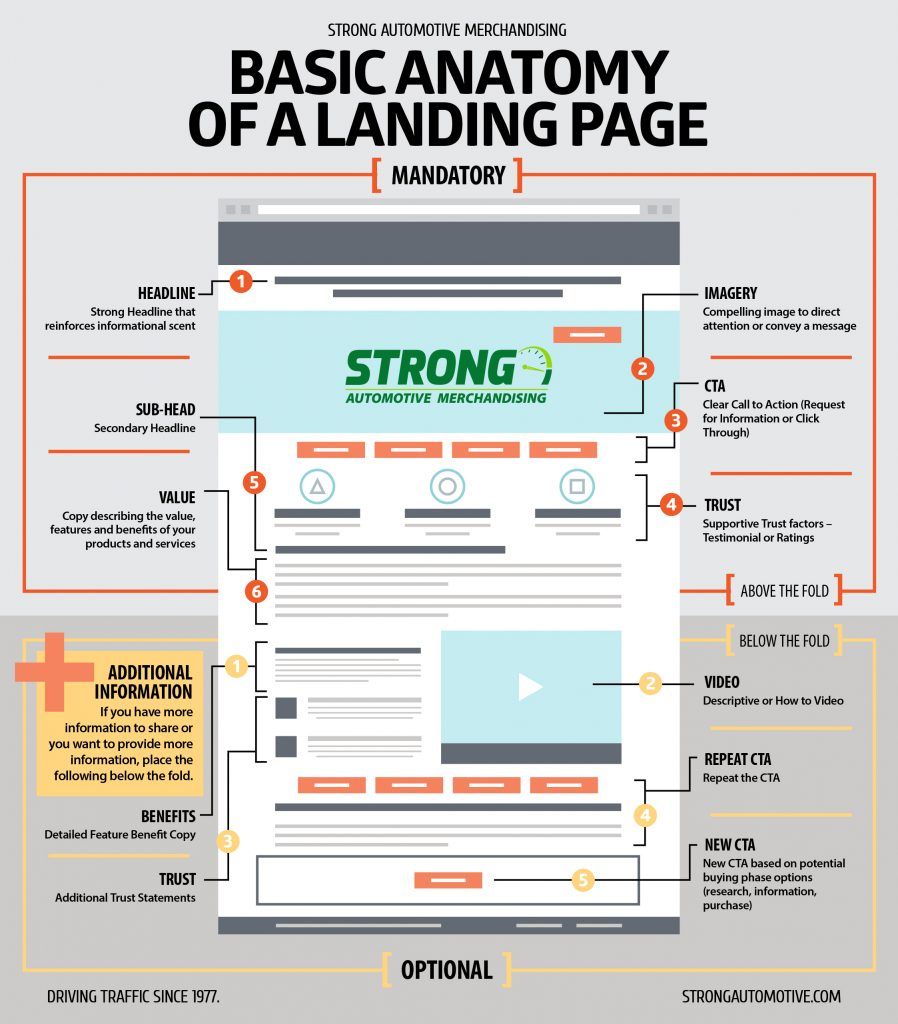 STRONG AUTOMOTIVE MERCHANDISING
BASIC ANATOMY
OF A LANDING PAGE
MANDATORY
1
HEADLINE
Strong Headline that
reinforces informational scent
IMAGERY
Compelling image to direct
attention or convey a message
2
STRONG
AUTOMOTIVE MERCHANDISING
SUB-HEAD
Secondary Headline
CTA
Clear Call to Action (Request
for Information or Click
Through)
3
5
VALUE
Copy describing the value,
features and benefits of your
products and services
4
TRUST
Supportive Trust factors –
Testimonial or Ratings
6
ABOVE THE FOLD
BELOW THE FOLD
ADDITIONAL
INFORMATION
If you have more
information to share or
you want to provide more
information, place the
following below the fold.
1
2
VIDEO
Descriptive or How to Video
REPEAT CTA
Repeat the CTA
BENEFITS
Detailed Feature Benefit Copy
3
4
TRUST
Additional Trust Statements
NEW CTA
New CTA based on potential
buying phase options
(research, information,
purchase)
5
OPTIONAL
DRIVING TRAFFIC SINCE 1977.
STRONGAUTOMOTIVE.COM